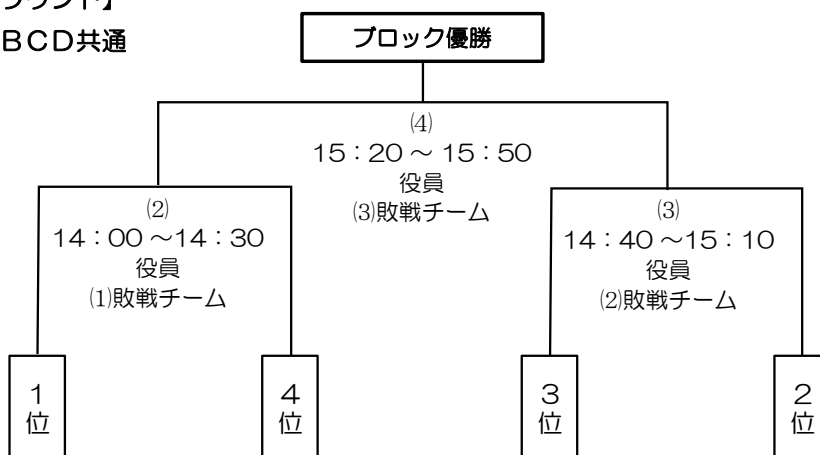 ラウンド】
BCD共通
ブロック優勝
⑷
15：20～15：50
役員
⑶敗戦チーム
⑵
14：00～14：30
役員
⑴敗戦チーム
⑶
14：40～15：10
役員
⑵敗戦チーム
1位
4位
3位
2位